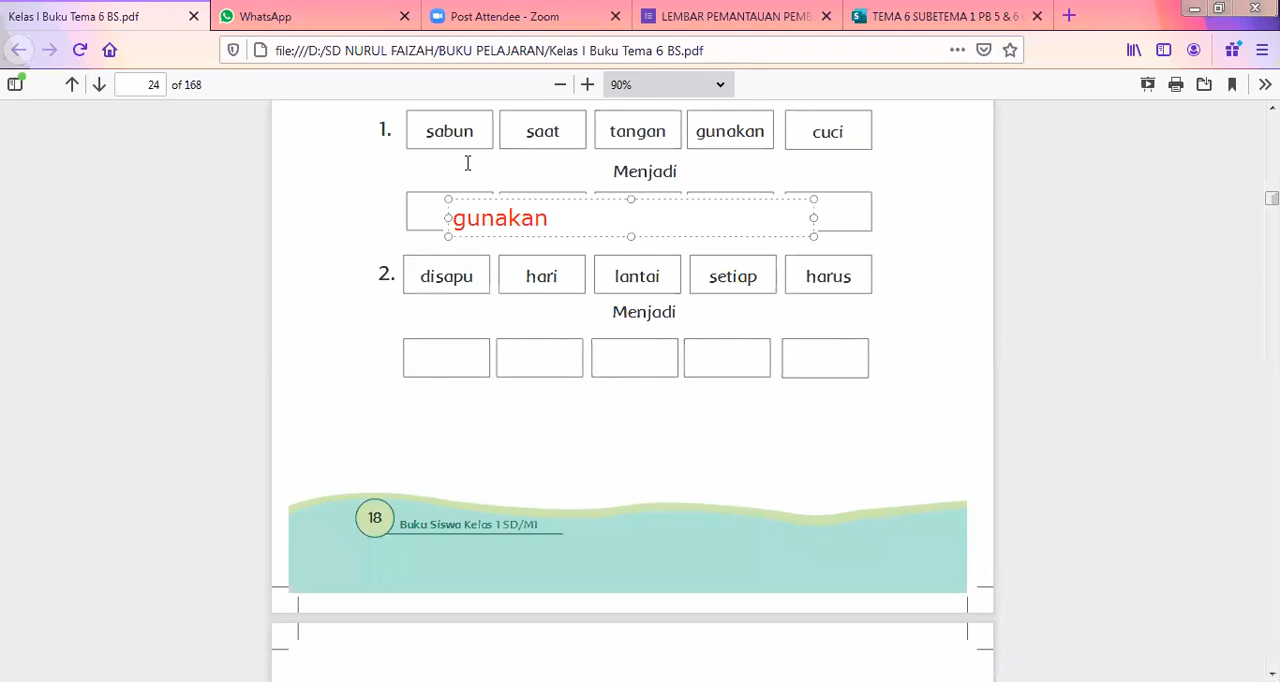 Kelas I Buku Tema 6 BS.pdf
WhatsApp
Post Attendee - Zoom
LEMBAR PEMANTAUAN PEMB
TEMA 6 SUBETEMA 1 PB 5 & 6
file:///D:/SD NURUL FAIZAH/BUKU PELAJARAN/Kelas I Buku Tema 6 BS.pdf
24 of 168
90%
1. sabun saat tangan gunakan cuci
Menjadi
gunakan
2. disapu hari lantai setiap harus
Menjadi
18 Buku Siswa Kelas 1 SD/MI